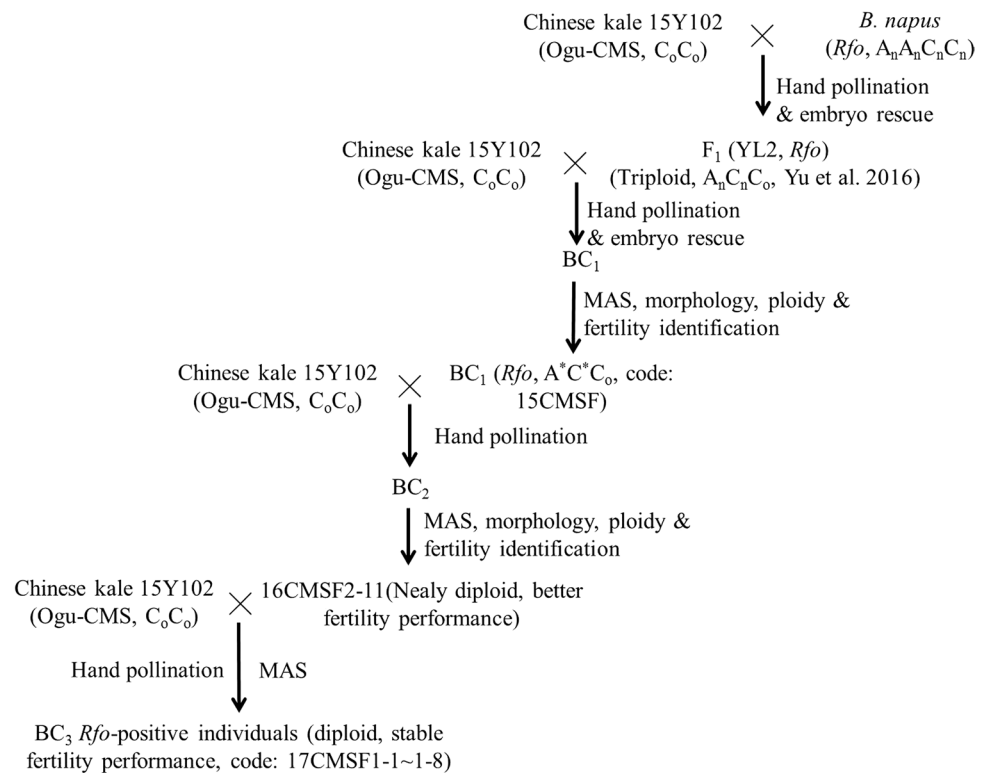 Chinese kale 15Y102
(Ogu-CMS, CₒCₒ)
B. napus
(Rfo, AₙAₙCₙCₙ)
Hand pollination
& embryo rescue
Chinese kale 15Y102
(Ogu-CMS, CₒCₒ)
F₁ (YL2, Rfo)
(Triploid, AₙCₙCₒ, Yu et al. 2016)
Hand pollination
& embryo rescue
BC₁
MAS, morphology, ploidy &
fertility identification
Chinese kale 15Y102
(Ogu-CMS, CₒCₒ)
BC₁ (Rfo, A*C*Cₒ, code:
15CMSF)
Hand pollination
BC₂
MAS, morphology, ploidy &
fertility identification
Chinese kale 15Y102
(Ogu-CMS, CₒCₒ)
16CMSF2-11(Nealy diploid, better
fertility performance)
Hand pollination
MAS
BC₃ Rfo-positive individuals (diploid, stable
fertility performance, code: 17CMSF1-1~1-8)